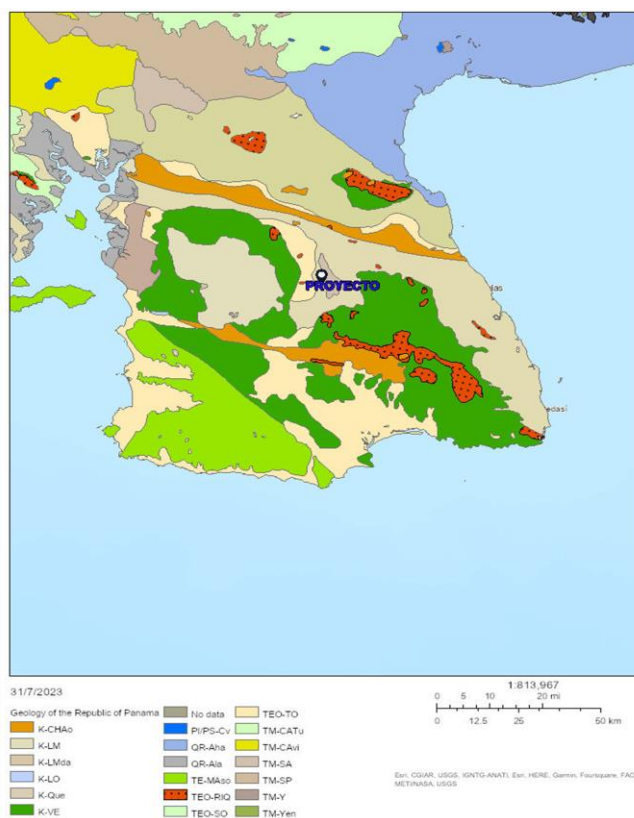 PROYECTO
las
edasí
31/7/2023
Geology of the Republic of Panama
K-CHAo
K-LM
K-LMda
K-LO
K-Que
K-VE
No data
PI/PS-Cv
QR-Aha
QR-Ala
TE-MAso
TEO-RIQ
TEO-SO
TEO-TO
TM-CATu
TM-CAvi
TM-SA
TM-SP
TM-Y
TM-Yen
1:813,967
0 5 10 20 mi
0 12.5 25 50 km
Esri, CGIAR, USGS, IGNTG-ANATI, Esri, HERE, Garmin, Foursquare, FAO,
METI/NASA, USGS